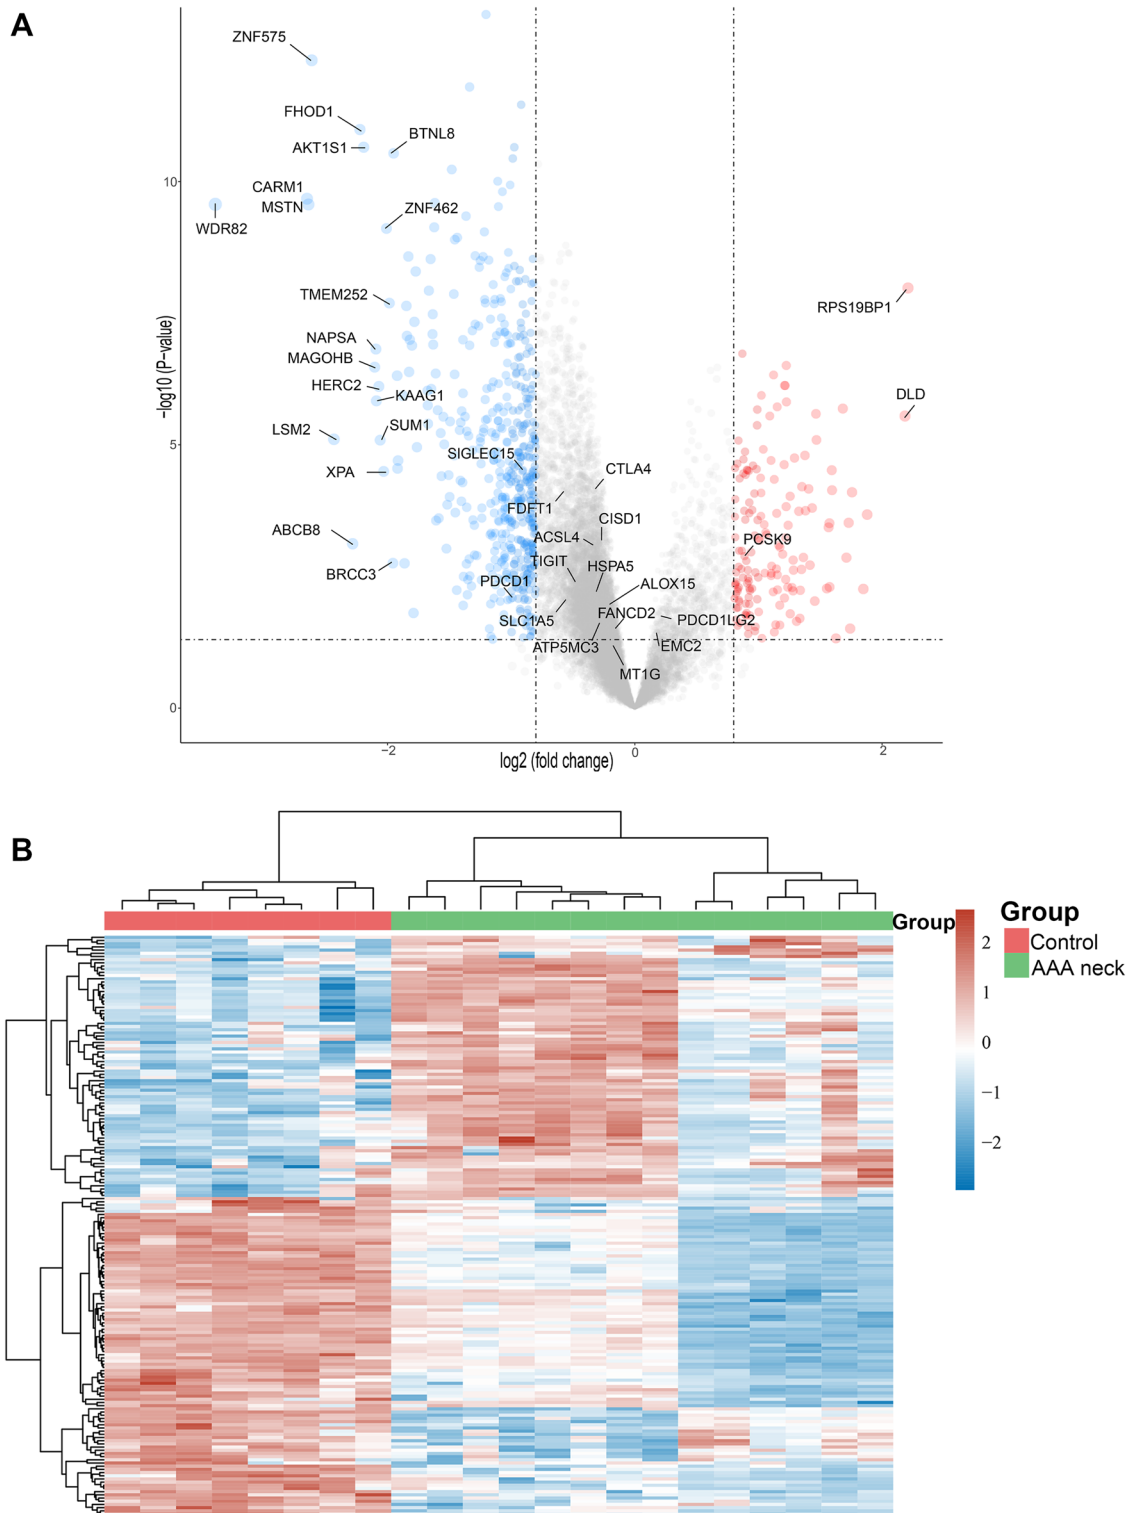 A
ZNF575
FHOD1
BTNL8
AKT1S1
10
CARM1
MSTN
ZNF462
WDR82
TMEM252
RPS19BP1
NAPSA
MAGOHB
HERC2
KAAG1
DLD
−log10 (P−value)
LSM2
SUM1
5
SIGLEC15
XPA
CTLA4
FDFT1
CISD1
ABCB8
ACSL4
PCSK9
TIGIT
HSPA5
BRCC3
PDCD1
ALOX15
SLC1A5
FANCD2
PDCD1LG2
ATP5MC3
EMC2
MT1G
0
−2
0
2
log2 (fold change)
B
Group
Group
2
Control
1
AAA neck
0
−1
−2